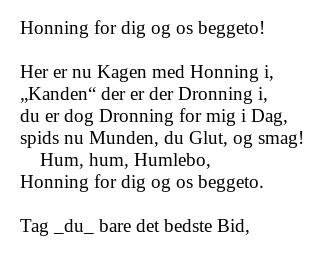 Honning for dig og os beggeto!

Her er nu Kagen med Honning i,
„Kanden“ der er der Dronning i,
du er dog Dronning for mig i Dag,
spids nu Munden, du Glut, og smag!
Hum, hum, Humlebo,
Honning for dig og os beggeto.

Tag _du_ bare det bedste Bid,